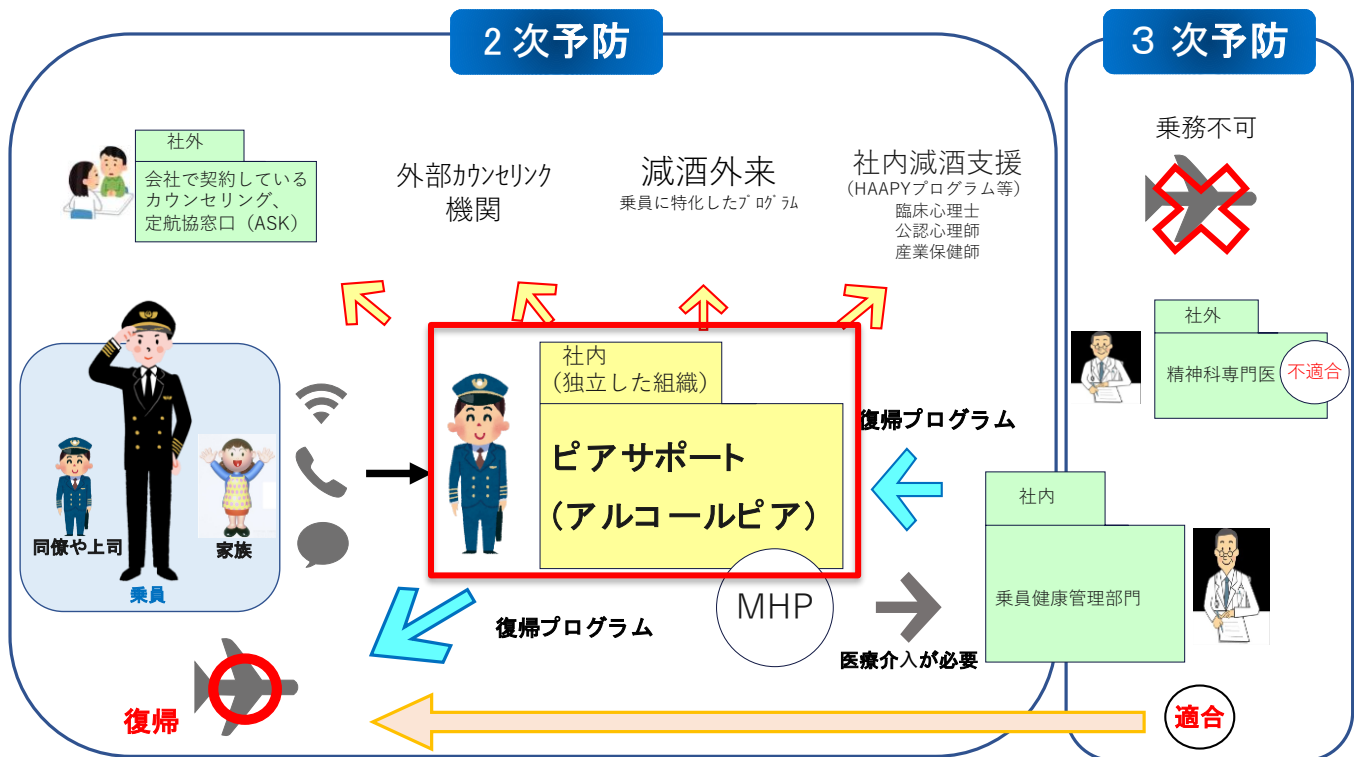 2次予防
3 次予防
社外
会社で契約している
カウンセリング、
定航協窓口（ASK）
外部カウンセリンク
機関
減酒外来
乗員に特化したプログラム
社内減酒支援
(HAAPYプログラム等)
臨床心理士
公認心理師
産業保健師
乗務不可
社外
精神科専門医
不適合
社内
（独立した組織）
ピアサポート
（アルコールピア）
MHP
同僚や上司
家族
乗員
復帰プログラム
社内
乗員健康管理部門
復帰プログラム
医療介入が必要
復帰
適合